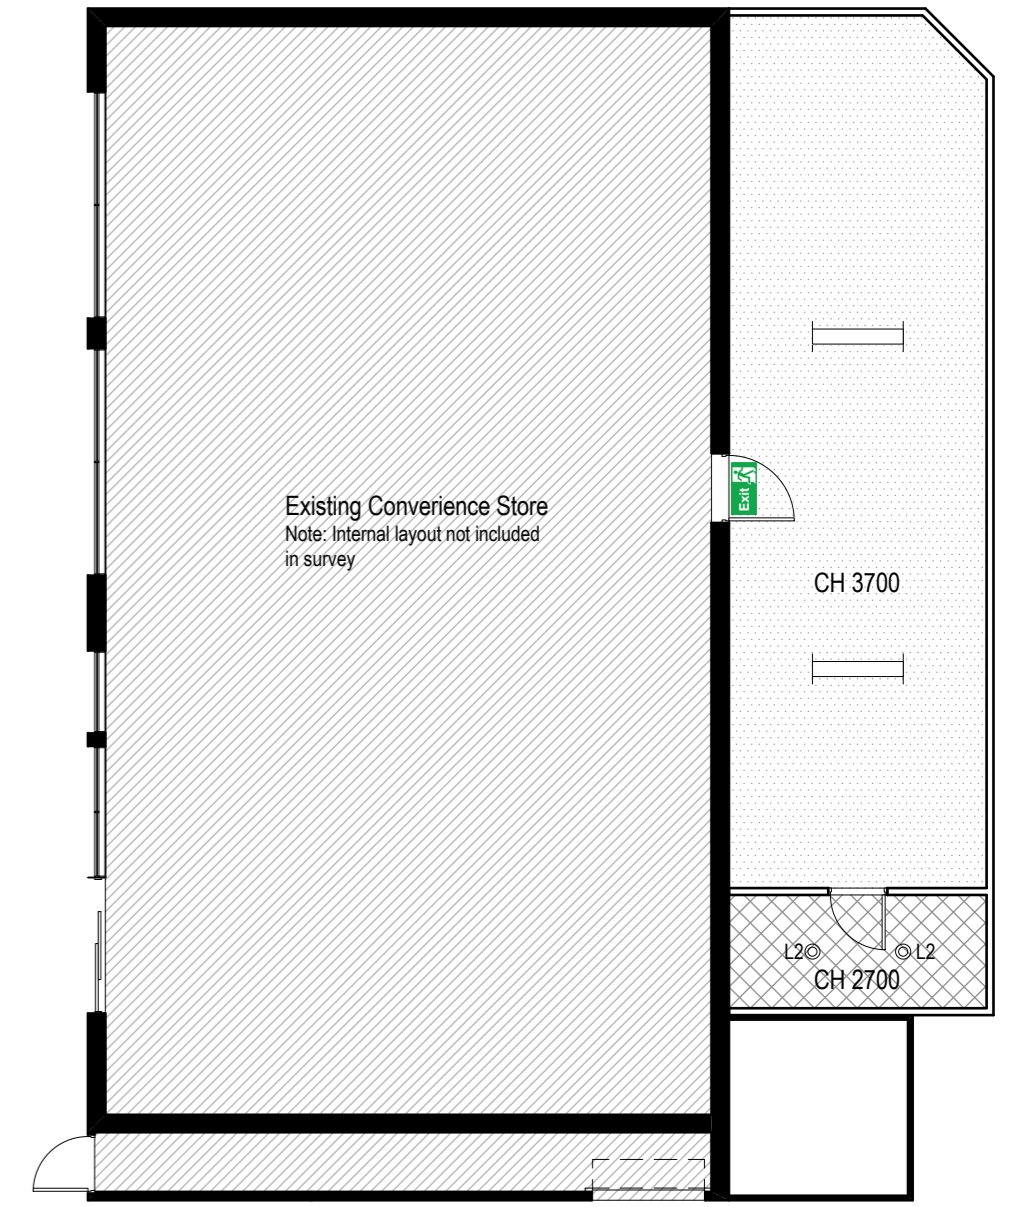 Existing Converience Store
Note: Internal layout not included
in survey
Exit
CH 3700
L2 L2
CH 2700